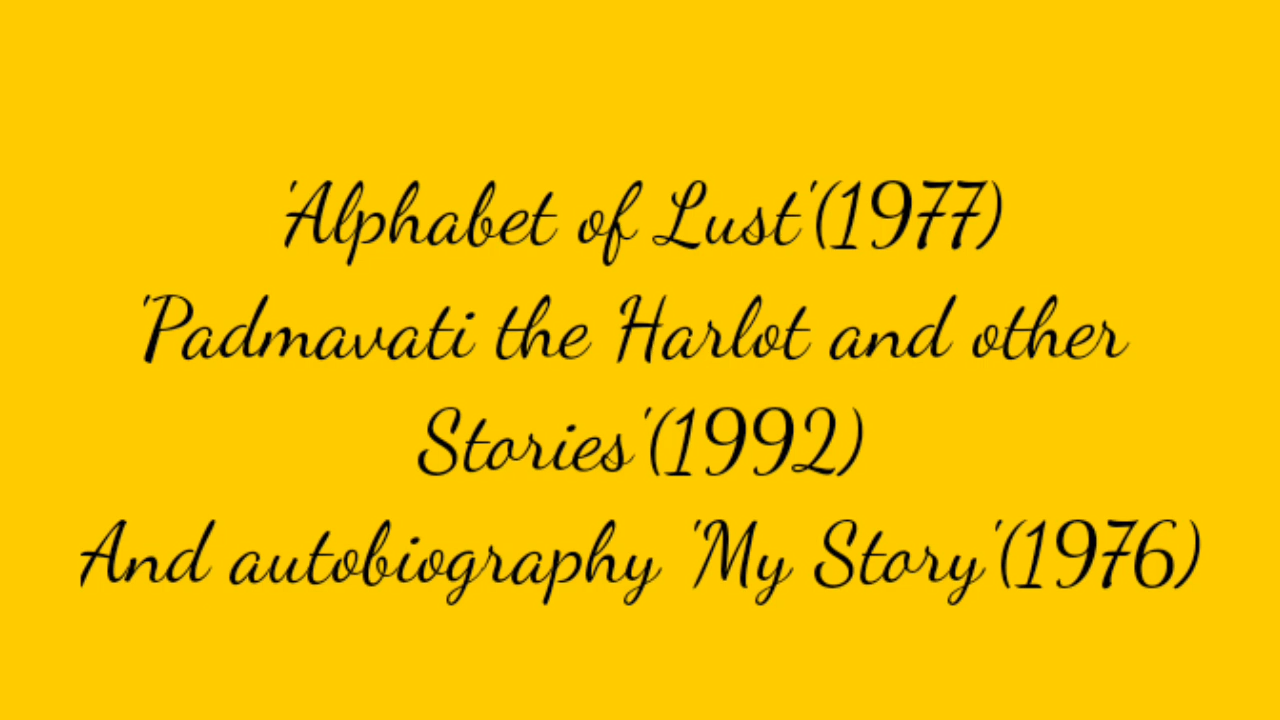 'Alphabet of Lust'(1977)
'Padmavati the Harlot and other
Stories'(1992)
And autobiography 'My Story'(1976)